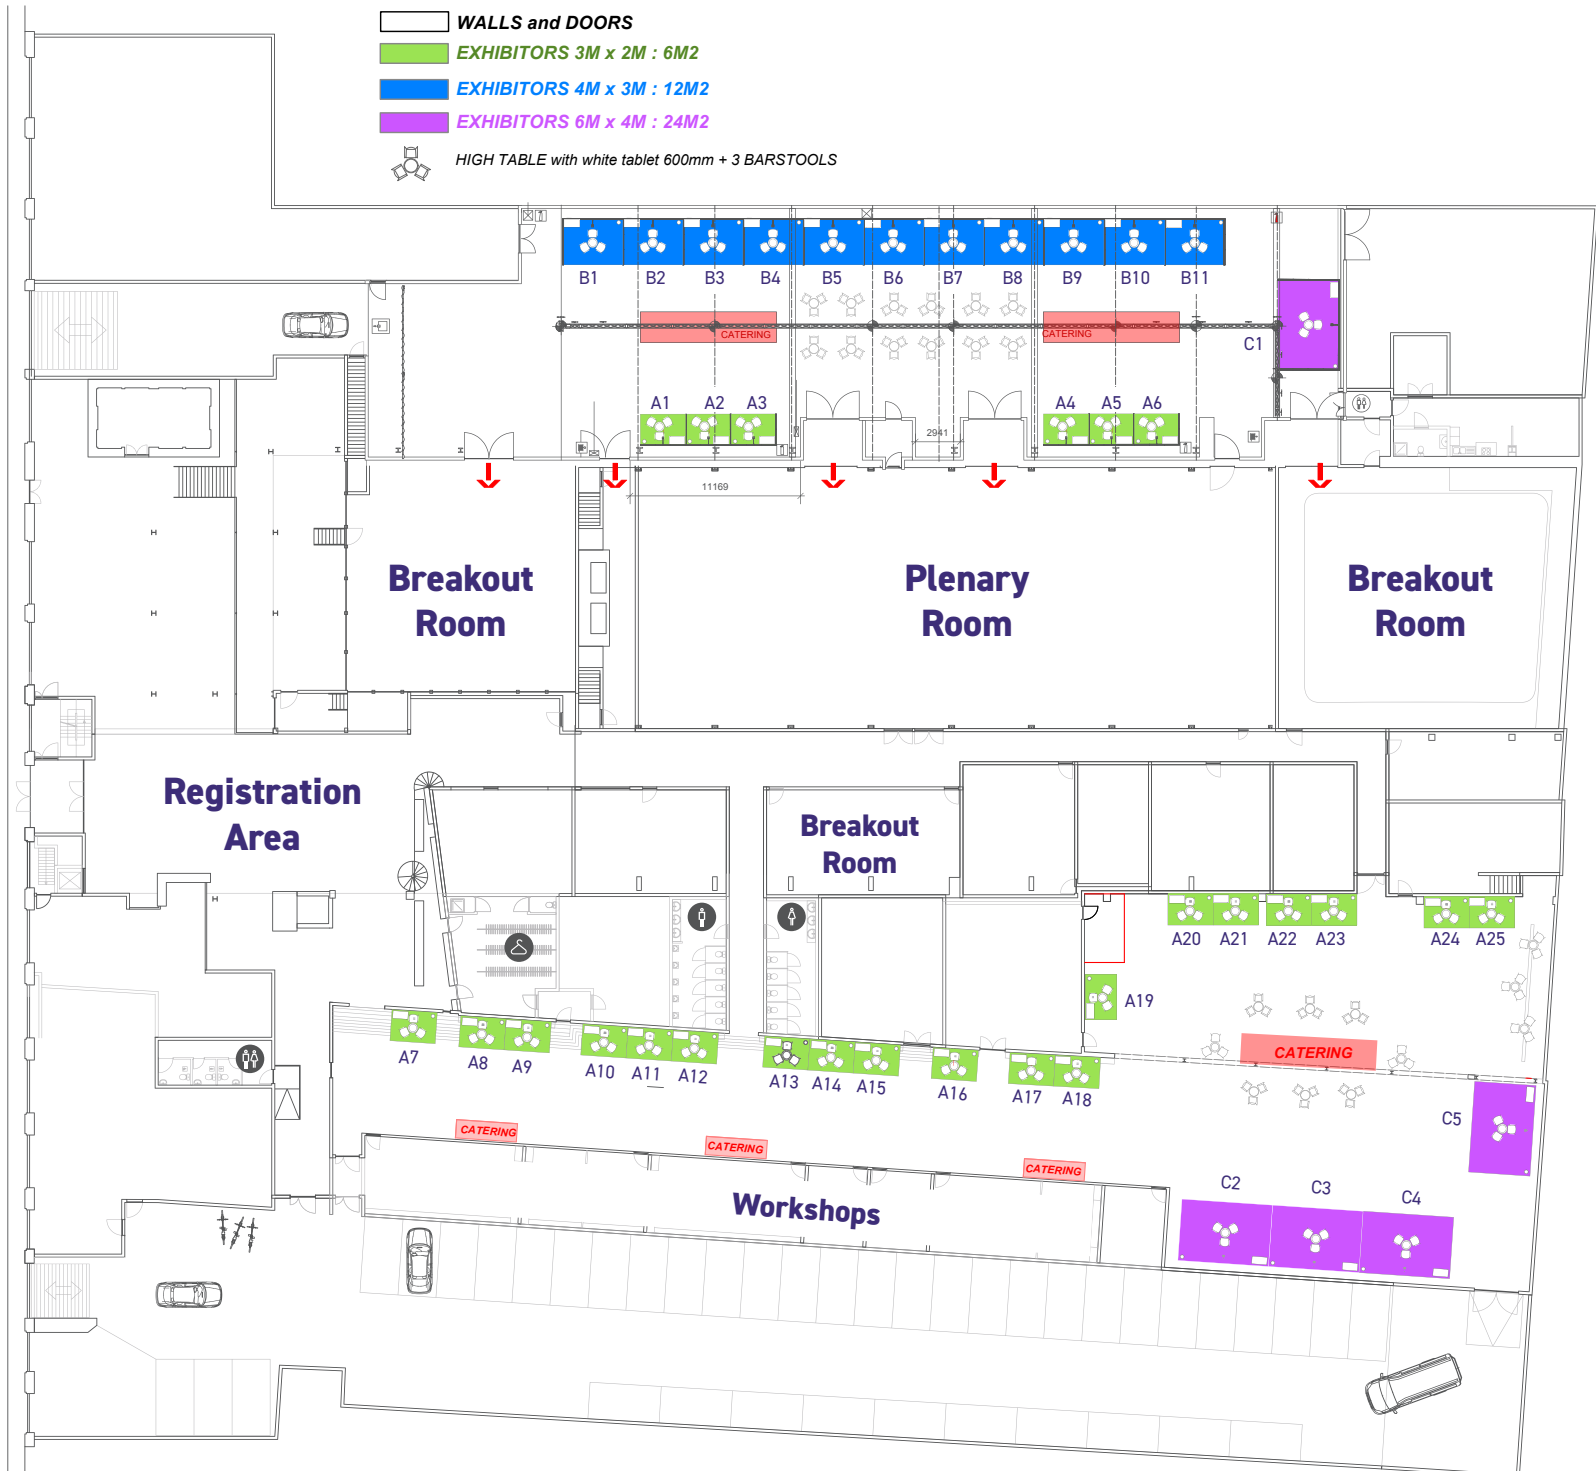 WALLS and DOORS
EXHIBITORS 3M x 2M : 6M2
EXHIBITORS 4M x 3M : 12M2
EXHIBITORS 6M x 4M : 24M2
HIGH TABLE with white tablet 600mm + 3 BARSTOOLS
B1 B2 B3 B4 B5 B6 B7 B8 B9 B10 B11
CATERING
CATERING
C1
A1 A2 A3
A4 A5 A6
2941
11169
Breakout
Room
Plenary
Room
Breakout
Room
Registration
Area
Breakout
Room
A20 A21 A22 A23 A24 A25
A19
A7 A8 A9 A10 A11 A12 A13 A14 A15 A16 A17 A18
CATERING
C5
CATERING
CATERING
CATERING
Workshops
C2 C3 C4